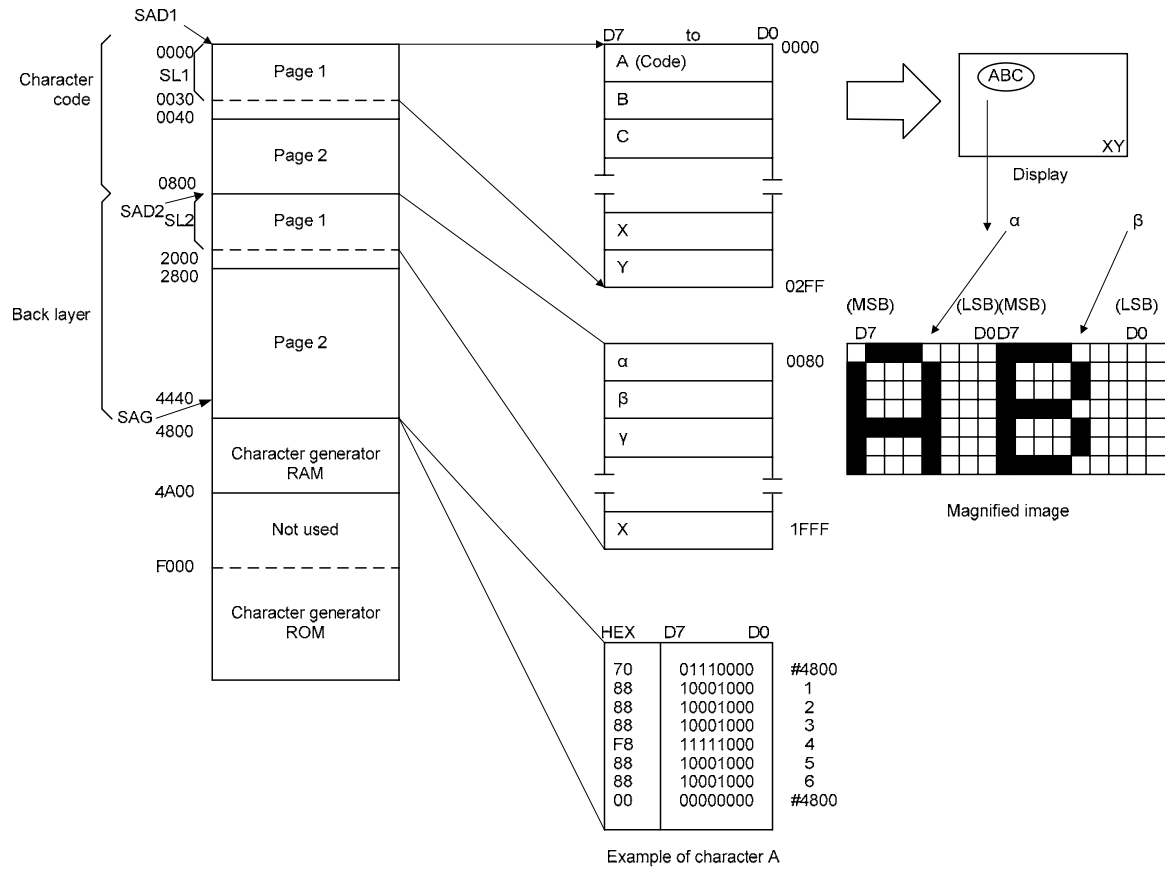 SAD1
Character
code
0000
SL1
0030
0040
Page 1
Page 2
0800
SAD2
SL2
Page 1
2000
2800
Back layer
Page 2
4440
SAG
4800
Character generator
RAM
4A00
Not used
F000
Character generator
ROM
D7 to D0
0000
A (Code)
B
C
X
Y
02FF
α
0080
β
γ
X
1FFF
HEX D7 D0
70 01110000 #4800
88 10001000 1
88 10001000 2
88 10001000 3
F8 11111000 4
88 10001000 5
88 10001000 6
00 00000000 #4800
Example of character A
ABC
XY
Display
α β
(MSB) (LSB)(MSB) (LSB)
D7 D0D7 D0
Magnified image